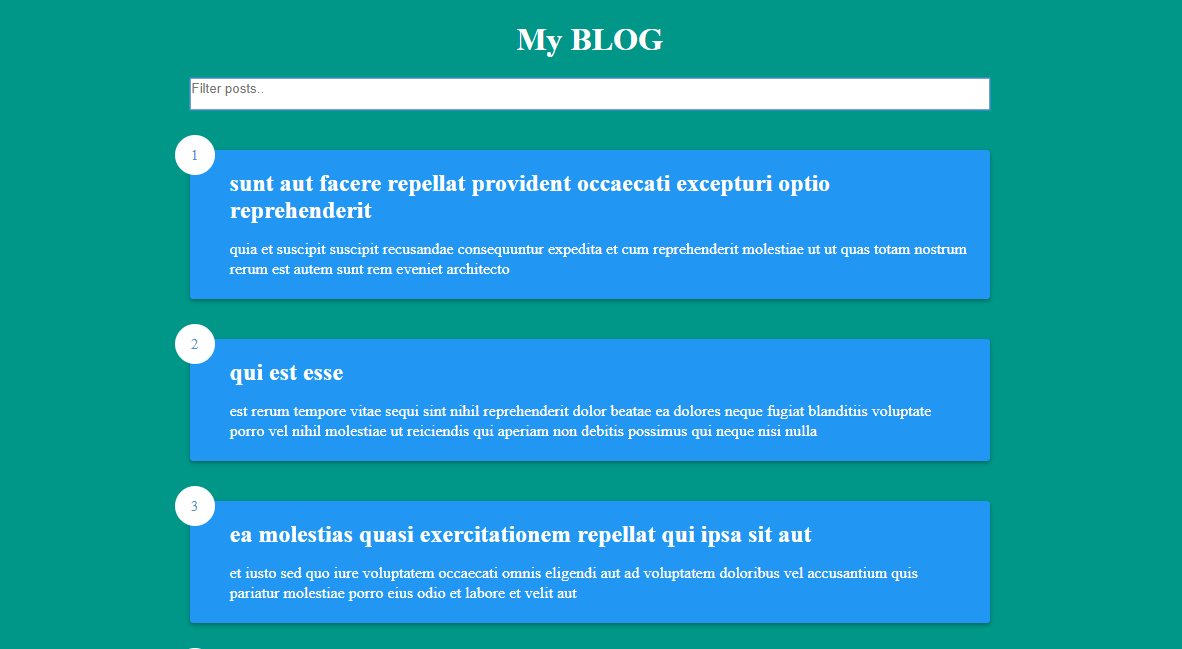 My BLOG
Filter posts..
1
sunt aut facere repellat provident occaecati excepturi optio
reprehenderit
quia et suscipit suscipit recusandae consequuntur expedita et cum reprehenderit molestiae ut ut quas totam nostrum
rerum est autem sunt rem eveniet architecto
2
qui est esse
est rerum tempore vitae sequi sint nihil reprehenderit dolor beatae ea dolores neque fugiat blanditiis voluptate
porro vel nihil molestiae ut reiciendis qui aperiam non debitis possimus qui neque nisi nulla
3
ea molestias quasi exercitationem repellat qui ipsa sit aut
et iusto sed quo iure voluptatem occaecati omnis eligendi aut ad voluptatem doloribus vel accusantium quis
pariatur molestiae porro eius odio et labore et velit aut